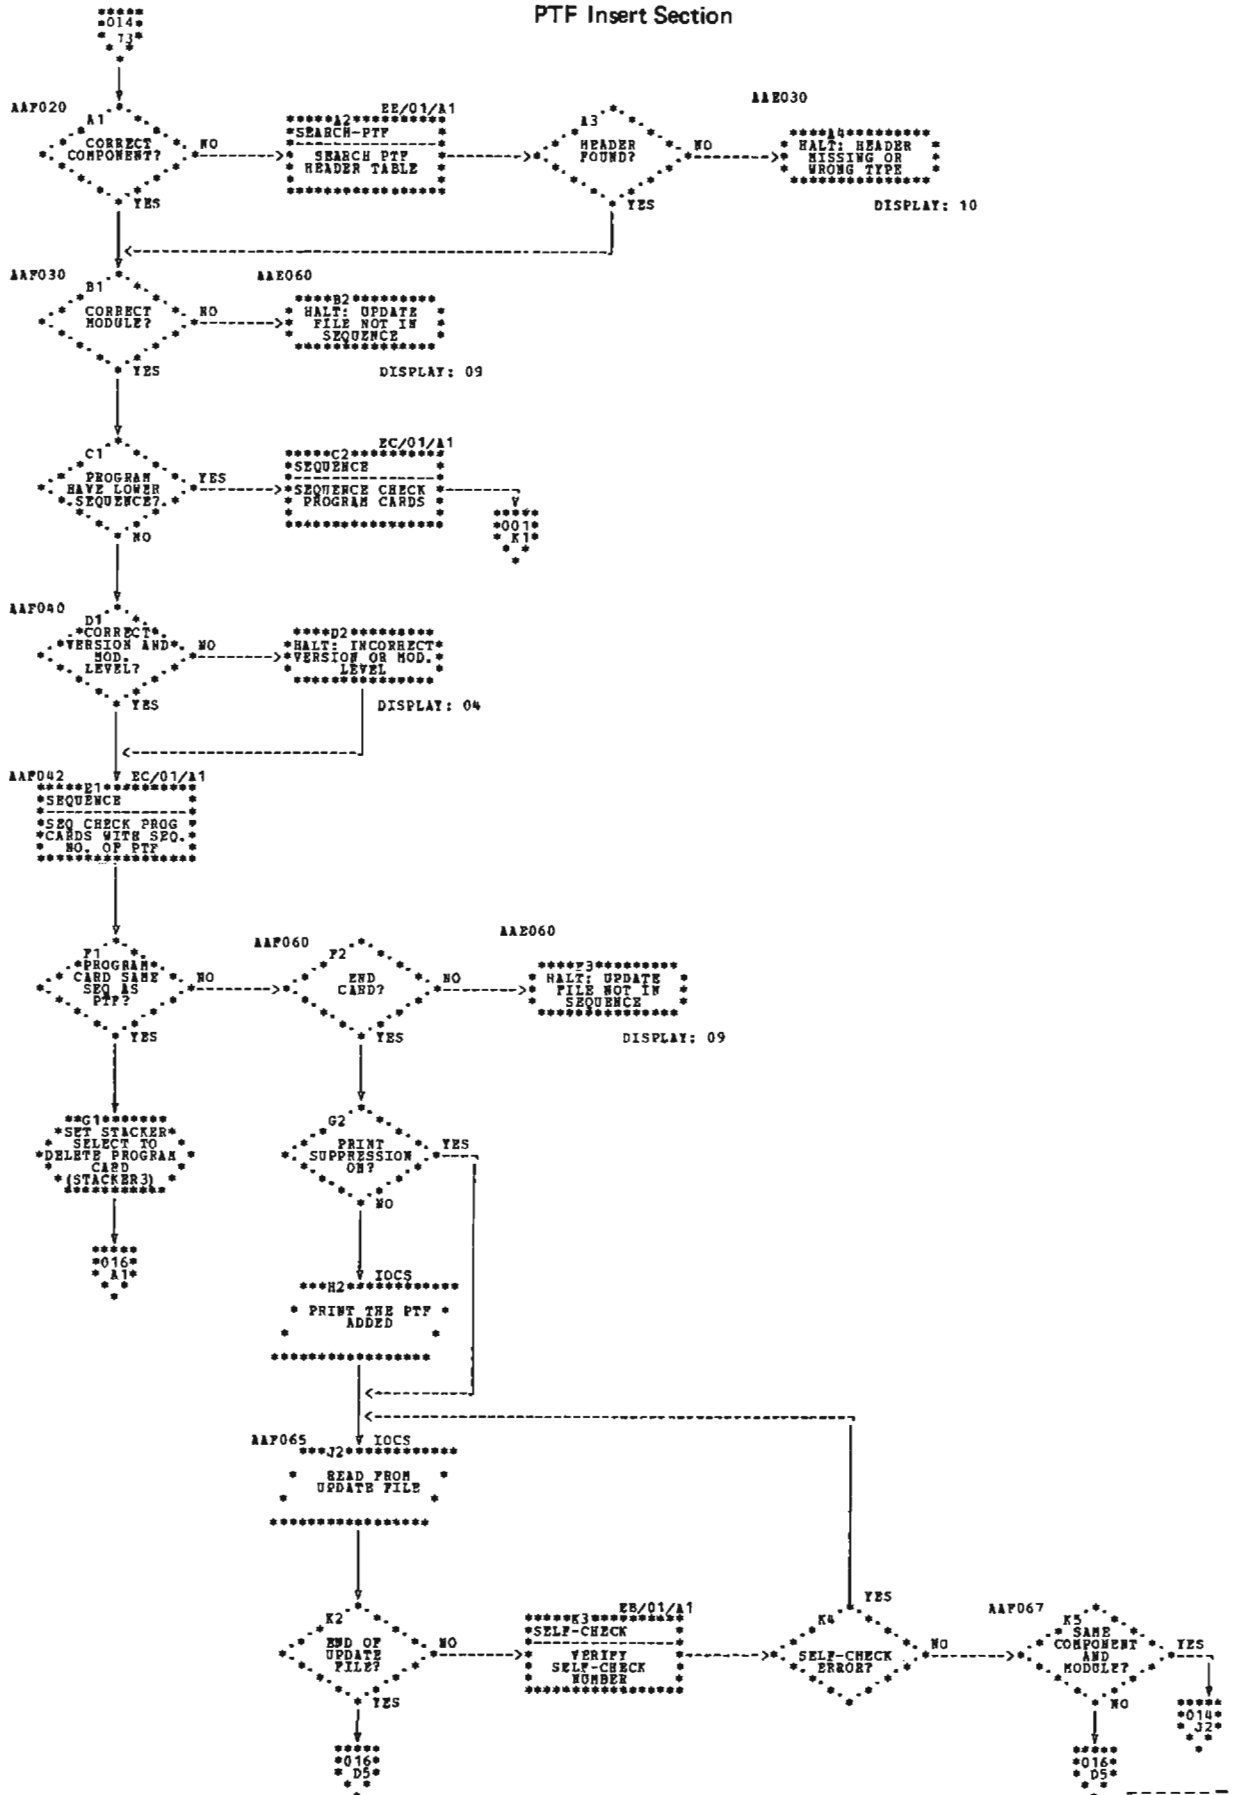 PTF Insert Section
014
J3
AAF020
A1
CORRECT
COMPONENT?
NO
YES
EE/01/A1
A2
SEARCH-PTF
SEARCH PTF
HEADER TABLE
A3
HEADER
FOUND?
NO
YES
AAE030
A4
HALT: HEADER
MISSING OR
WRONG TYPE
DISPLAY: 10
AAF030
B1
CORRECT
MODULE?
NO
YES
AAE060
B2
HALT: UPDATE
FILE NOT IN
SEQUENCE
DISPLAY: 09
C1
PROGRAM
HAVE LOWER
SEQUENCE?
YES
NO
EC/01/A1
C2
SEQUENCE
SEQUENCE CHECK
PROGRAM CARDS
001
K1
AAF040
D1
CORRECT
VERSION AND
MOD.
LEVEL?
NO
YES
D2
HALT: INCORRECT
VERSION OR MOD.
LEVEL
DISPLAY: 04
AAF042
EC/01/A1
E1
SEQUENCE
SEQ CHECK PROG
CARDS WITH SEQ.
NO. OF PTF
F1
PROGRAM
CARD SAME
SEQ AS
PTF?
NO
YES
AAF060
F2
END
CARD?
NO
YES
AAE060
F3
HALT: UPDATE
FILE NOT IN
SEQUENCE
DISPLAY: 09
G1
SET STACKER
SELECT TO
DELETE PROGRAM
CARD
(STACKER3)
016
A1
G2
PRINT
SUPPRESSION
ON?
YES
NO
IOCS
H2
PRINT THE PTF
ADDED
AAF065
IOCS
J2
READ FROM
UPDATE FILE
K2
END OF
UPDATE
FILE?
NO
YES
EB/01/A1
K3
SELF-CHECK
VERIFY
SELF-CHECK
NUMBER
YES
K4
SELF-CHECK
ERROR?
NO
AAF067
K5
SAME
COMPONENT
AND
MODULE?
YES
NO
014
J2
016
D5
016
D5